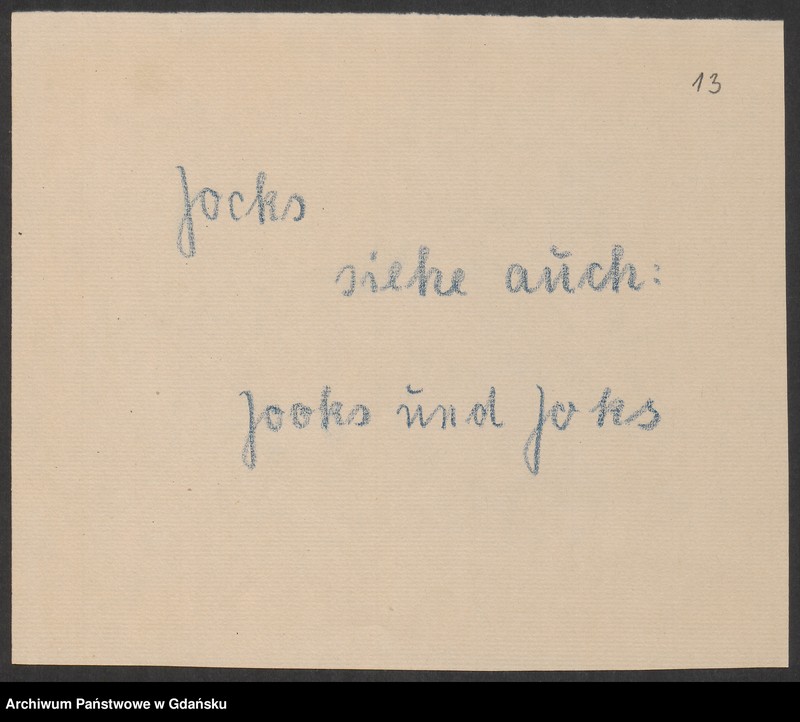 13
Jocks
siehe auch:
Jooks und Joks
Archiwum Państwowe w Gdańsku